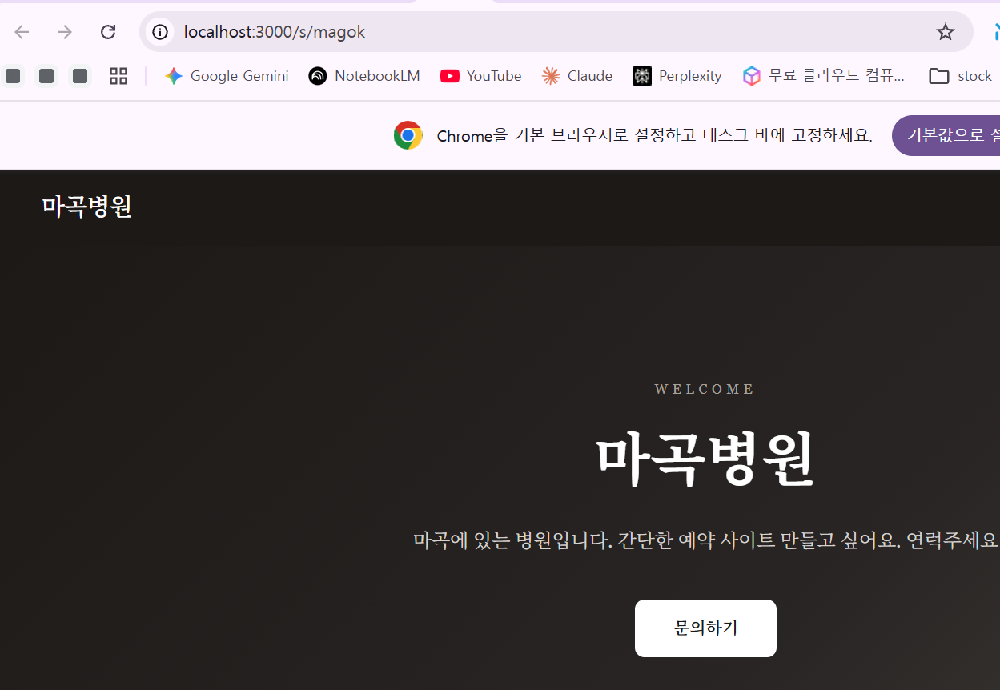 localhost:3000/s/magok
Google Gemini NotebookLM YouTube Claude Perplexity 무료 클라우드 컴퓨... stock
Chrome을 기본 브라우저로 설정하고 태스크 바에 고정하세요. 기본값으로
마곡병원
WELCOME
마곡병원
마곡에 있는 병원입니다. 간단한 예약 사이트 만들고 싶어요. 연럭주세요
문의하기